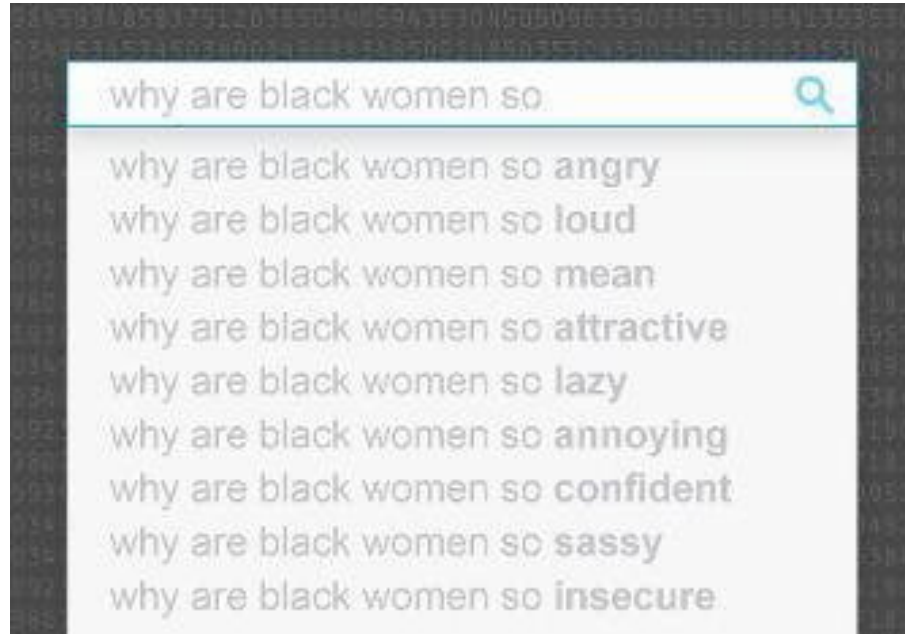 why are black women so
why are black women so angry
why are black women so loud
why are black women so mean
why are black women so attractive
why are black women so lazy
why are black women so annoying
why are black women so confident
why are black women so sassy
why are black women so insecure